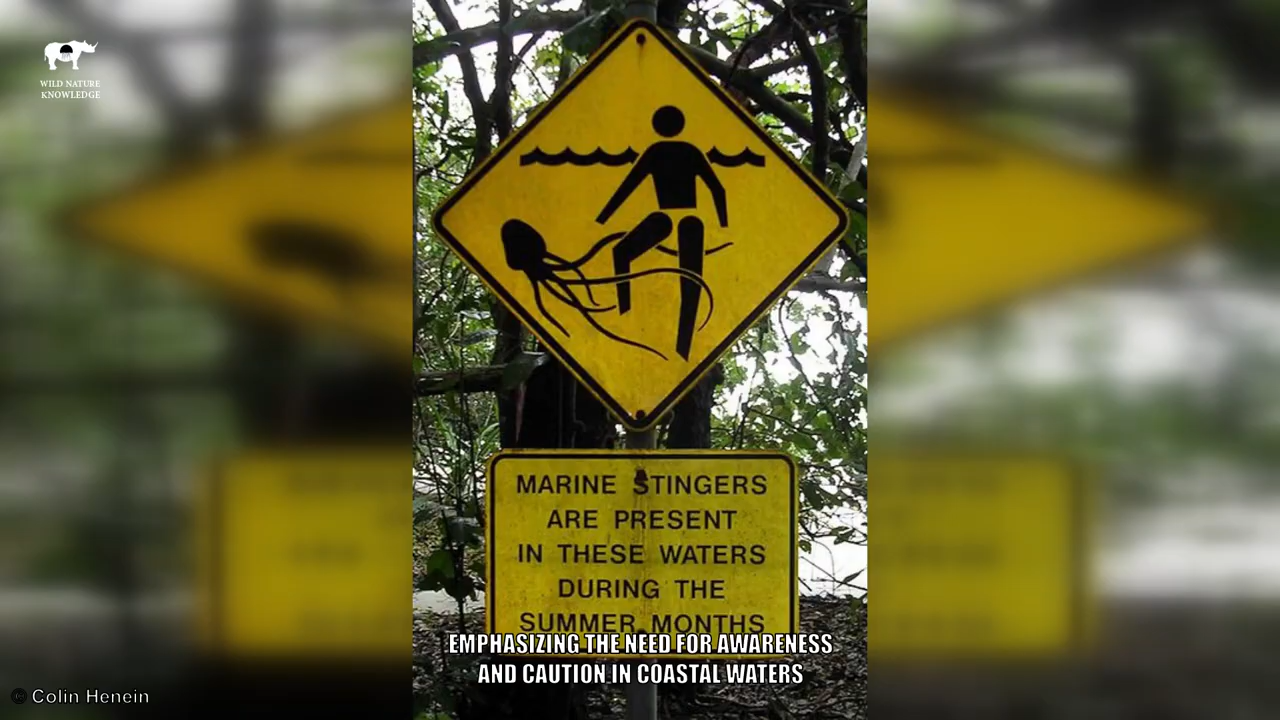 WILD NATURE
KNOWLEDGE
MARINE STINGERS
ARE PRESENT
IN THESE WATERS
DURING THE
SUMMER MONTHS
EMPHASIZING THE NEED FOR AWARENESS
AND CAUTION IN COASTAL WATERS
© Colin Henein